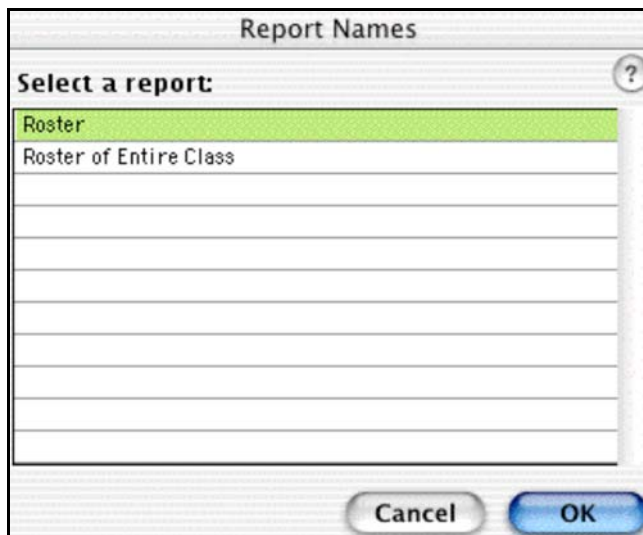 Report Names
Select a report:
?
Roster
Roster of Entire Class
Cancel
OK